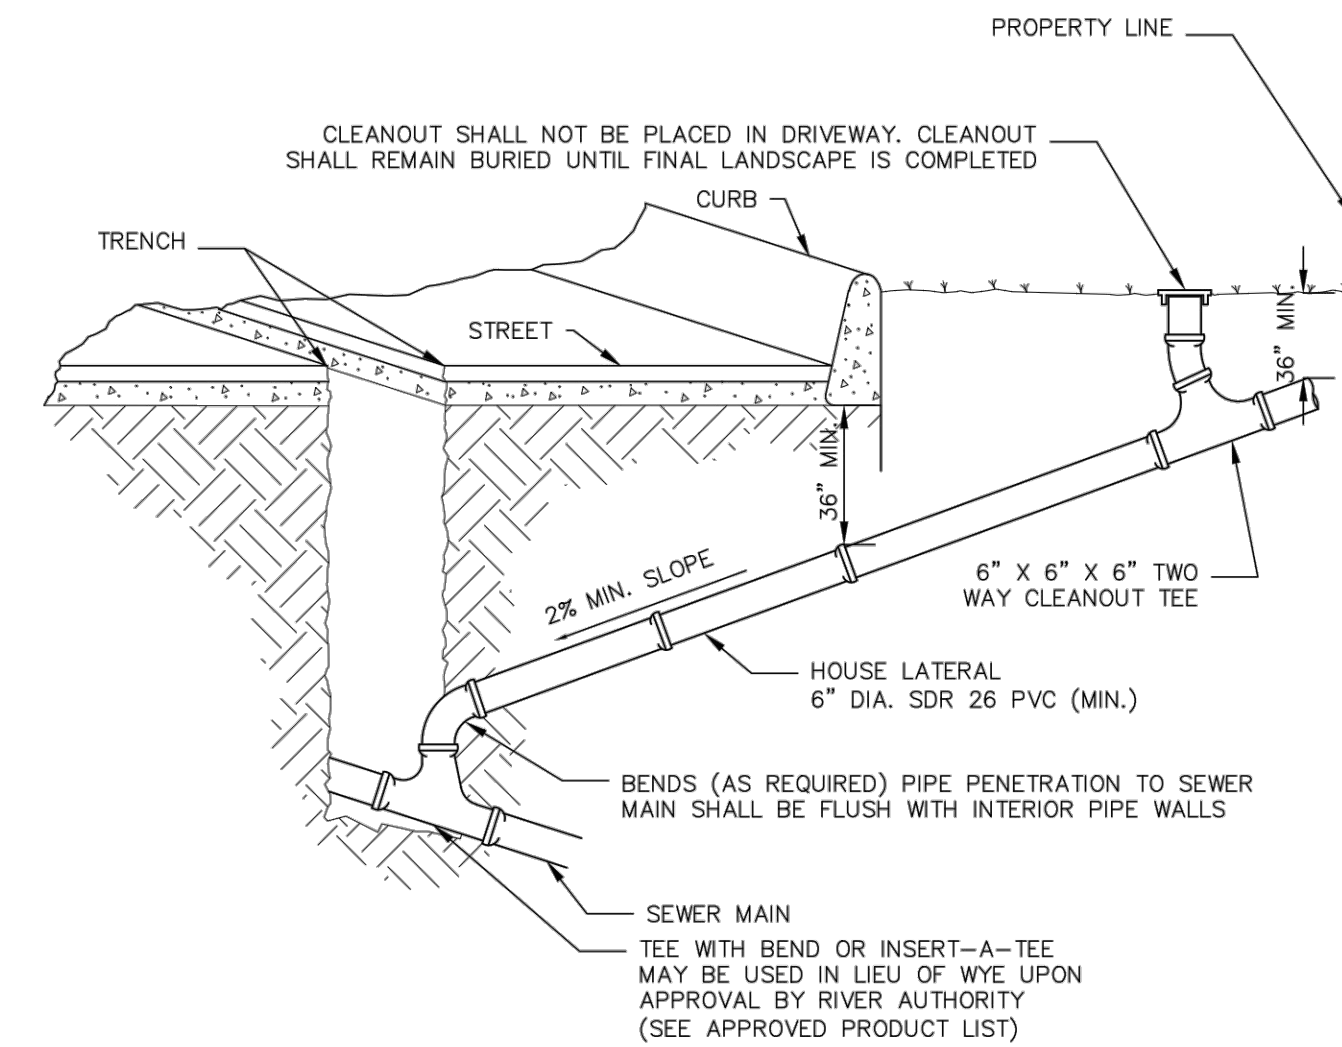 PROPERTY LINE
CLEANOUT SHALL NOT BE PLACED IN DRIVEWAY. CLEANOUT
SHALL REMAIN BURIED UNTIL FINAL LANDSCAPE IS COMPLETED
CURB
TRENCH
STREET
36" MIN.
36" MIN.
2% MIN. SLOPE
6" X 6" X 6" TWO
WAY CLEANOUT TEE
HOUSE LATERAL
6" DIA. SDR 26 PVC (MIN.)
BENDS (AS REQUIRED) PIPE PENETRATION TO SEWER
MAIN SHALL BE FLUSH WITH INTERIOR PIPE WALLS
SEWER MAIN
TEE WITH BEND OR INSERT-A-TEE
MAY BE USED IN LIEU OF WYE UPON
APPROVAL BY RIVER AUTHORITY
(SEE APPROVED PRODUCT LIST)